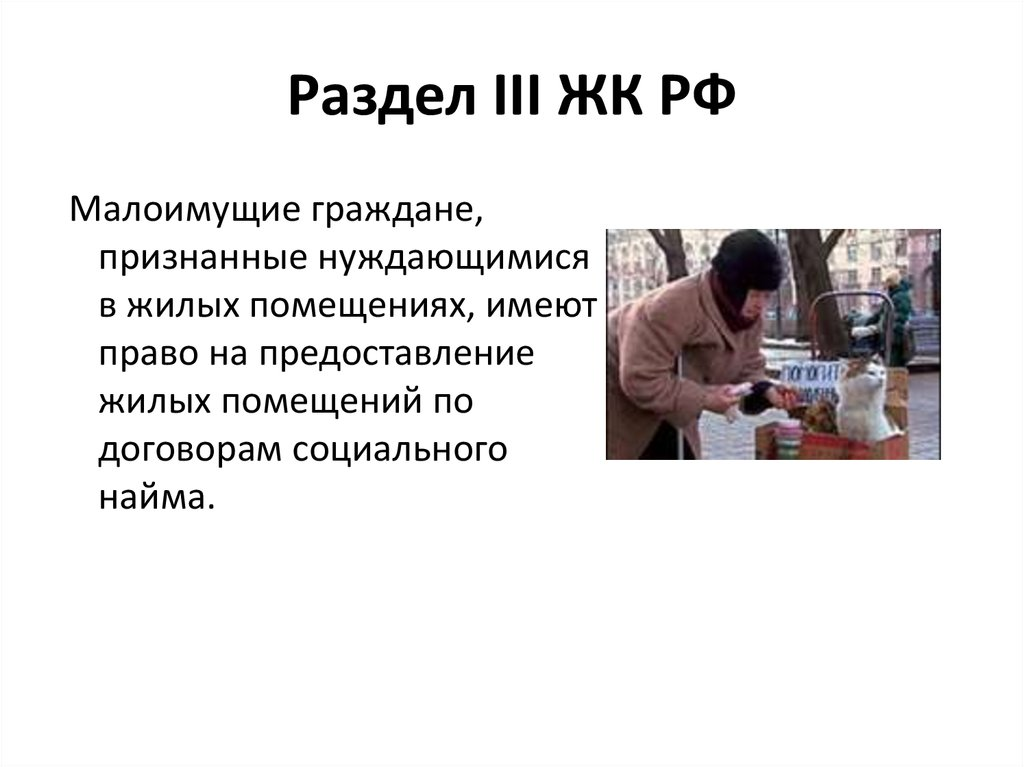 Раздел III ЖК РФ
Малоимущие граждане,
признанные нуждающимися
в жилых помещениях, имеют
право на предоставление
жилых помещений по
договорам социального
найма.